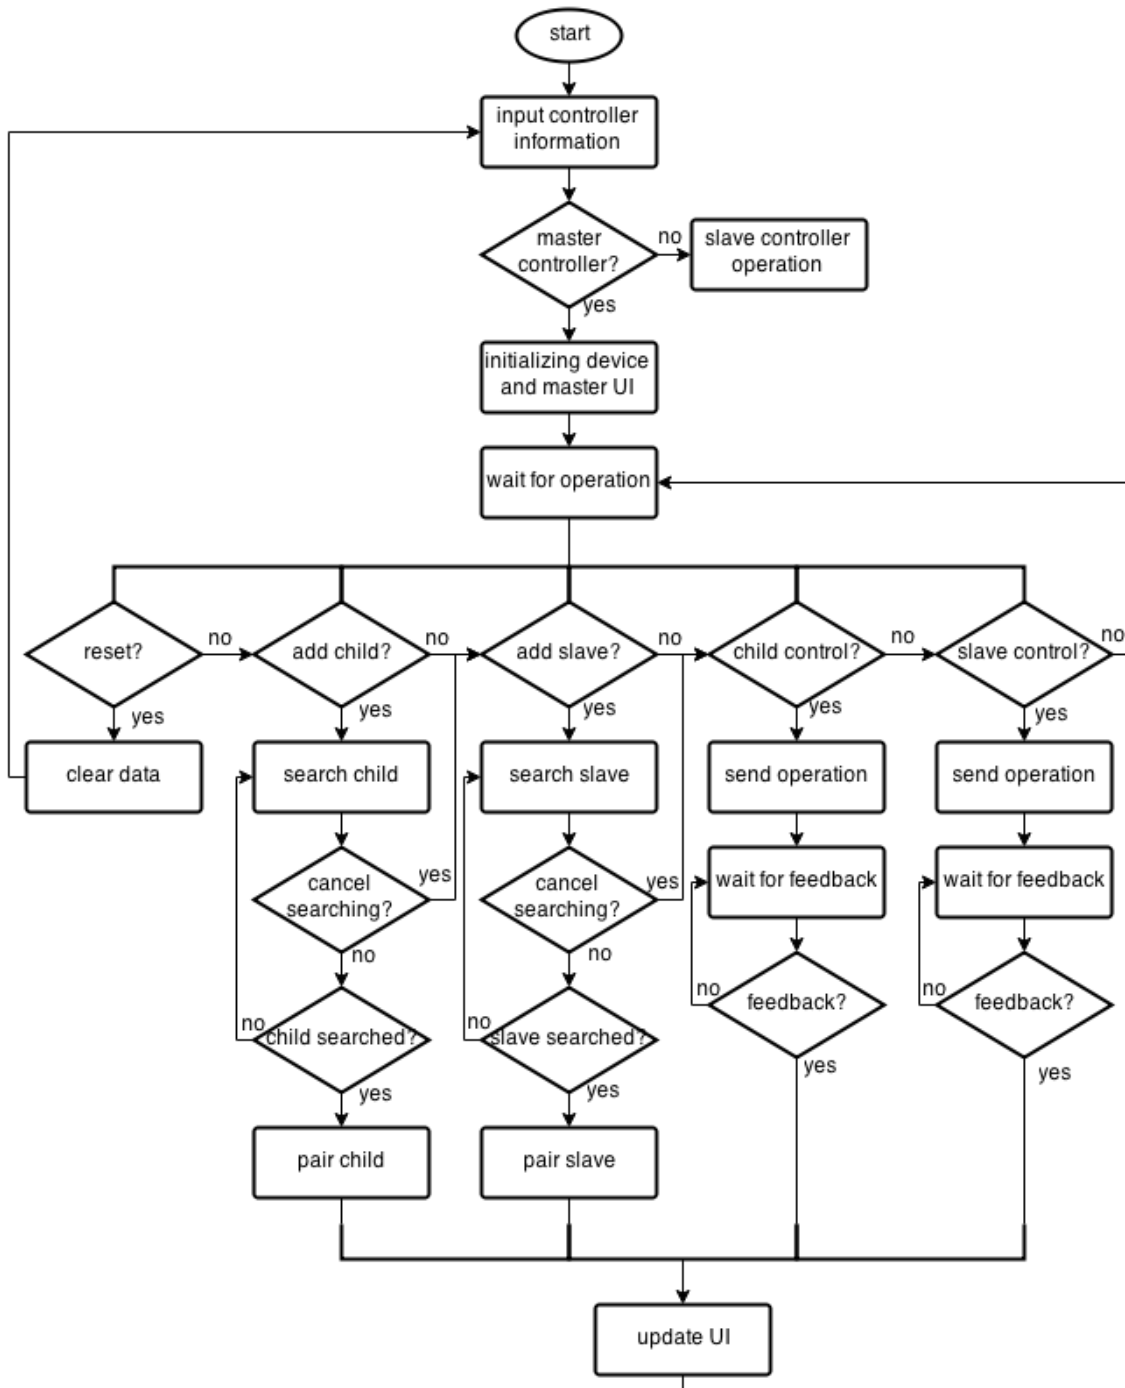 start
input controller
information
master
controller?
no
slave controller
operation
yes
initializing device
and master UI
wait for operation
reset?
no
add child?
no
add slave?
no
child control?
no
slave control?
no
yes
yes
yes
yes
yes
clear data
search child
search slave
send operation
send operation
cancel
searching?
yes
cancel
searching?
yes
wait for feedback
wait for feedback
no
no
no
child searched?
no
slave searched?
no
feedback?
no
feedback?
yes
yes
yes
yes
pair child
pair slave
update UI